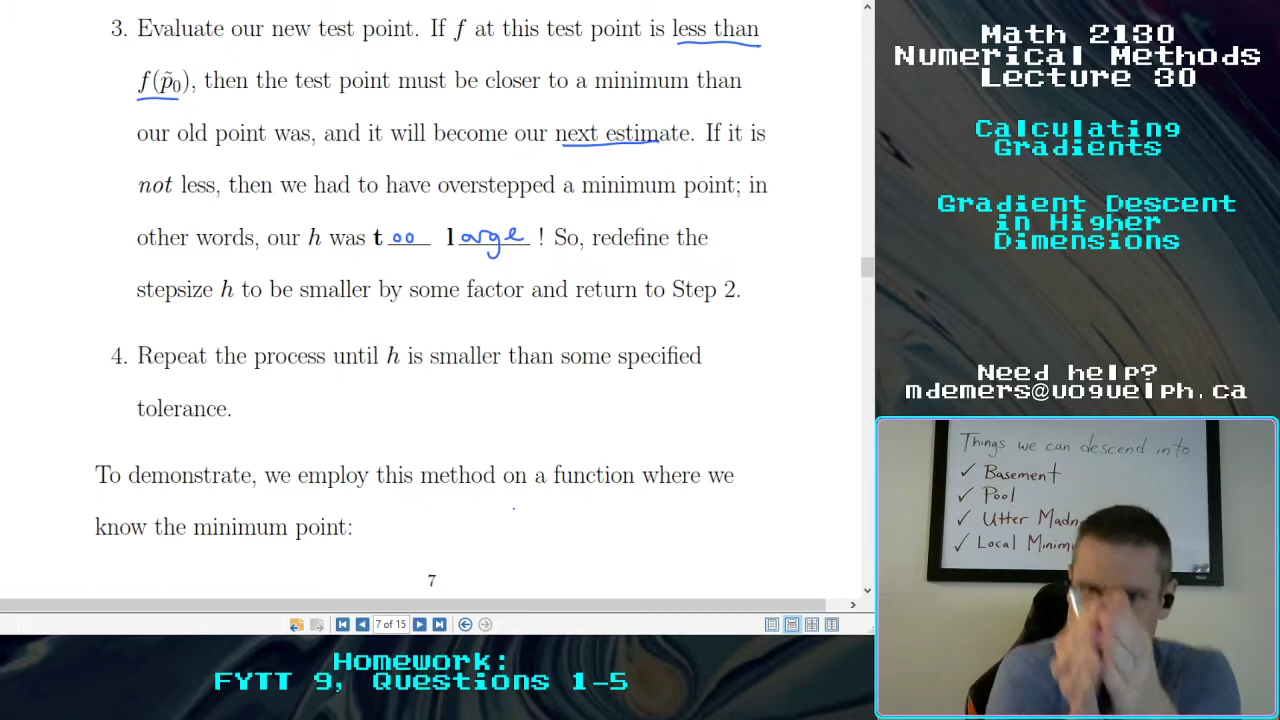 3. Evaluate our new test point. If f at this test point is less than
f(p̃₀), then the test point must be closer to a minimum than
our old point was, and it will become our next estimate. If it is
not less, then we had to have overstepped a minimum point; in
other words, our h was too large ! So, redefine the
stepsize h to be smaller by some factor and return to Step 2.
4. Repeat the process until h is smaller than some specified
tolerance.
To demonstrate, we employ this method on a function where we
know the minimum point:
7
7 of 15
Math 2130
Numerical Methods
Lecture 30
Calculating
Gradients
Gradient Descent
in Higher
Dimensions
Need help?
mdemers@uoguelph.ca
Things we can descend into
✓ Basement
✓ Pool
✓ Utter
✓ Local
Homework:
FYTT 9, Questions 1-5